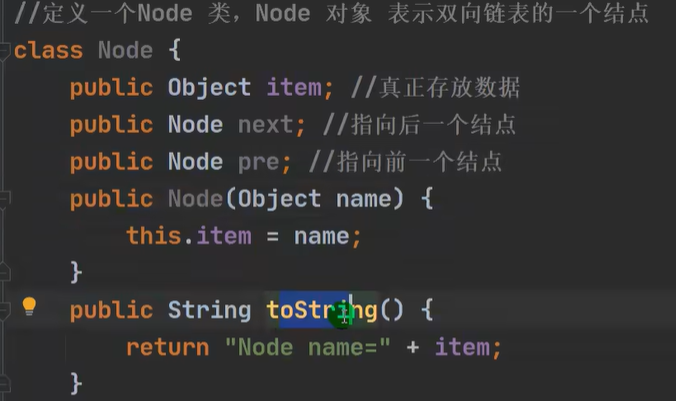 //定义一个Node 类，Node 对象 表示双向链表的一个结点
class Node {
public Object item; //真正存放数据
public Node next; //指向后一个结点
public Node pre; //指向前一个结点
public Node(Object name) {
this.item = name;
}
public String toString() {
return "Node name=" + item;
}